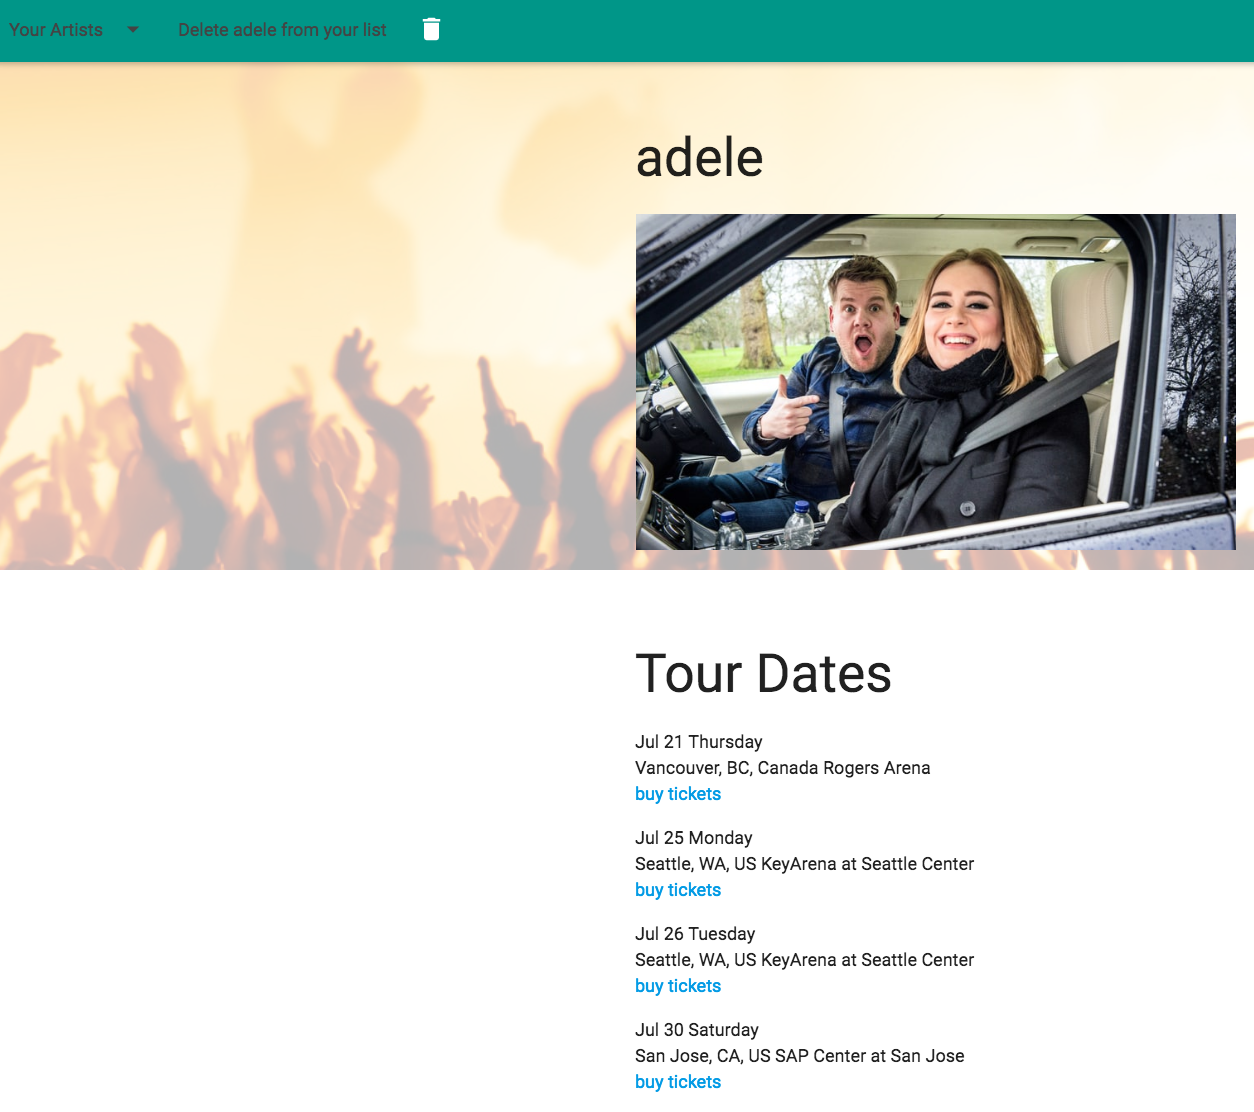 Your Artists
Delete adele from your list
adele
Tour Dates
Jul 21 Thursday
Vancouver, BC, Canada Rogers Arena
buy tickets
Jul 25 Monday
Seattle, WA, US KeyArena at Seattle Center
buy tickets
Jul 26 Tuesday
Seattle, WA, US KeyArena at Seattle Center
buy tickets
Jul 30 Saturday
San Jose, CA, US SAP Center at San Jose
buy tickets